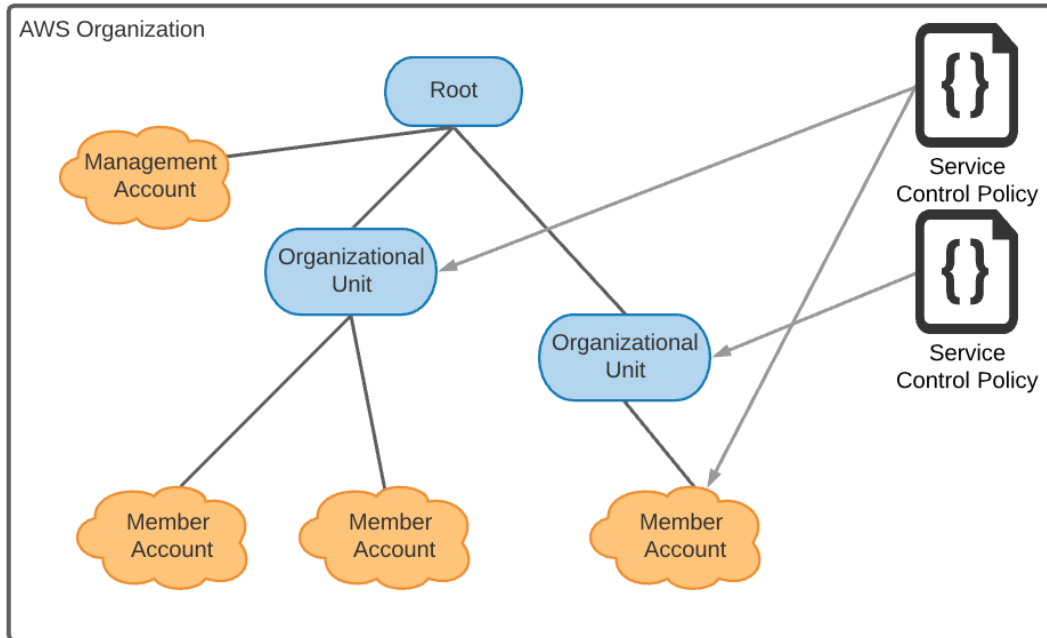 AWS Organization
Root
Management
Account
Organizational
Unit
Organizational
Unit
Member
Account
Member
Account
Member
Account
{}
Service
Control Policy
{}
Service
Control Policy